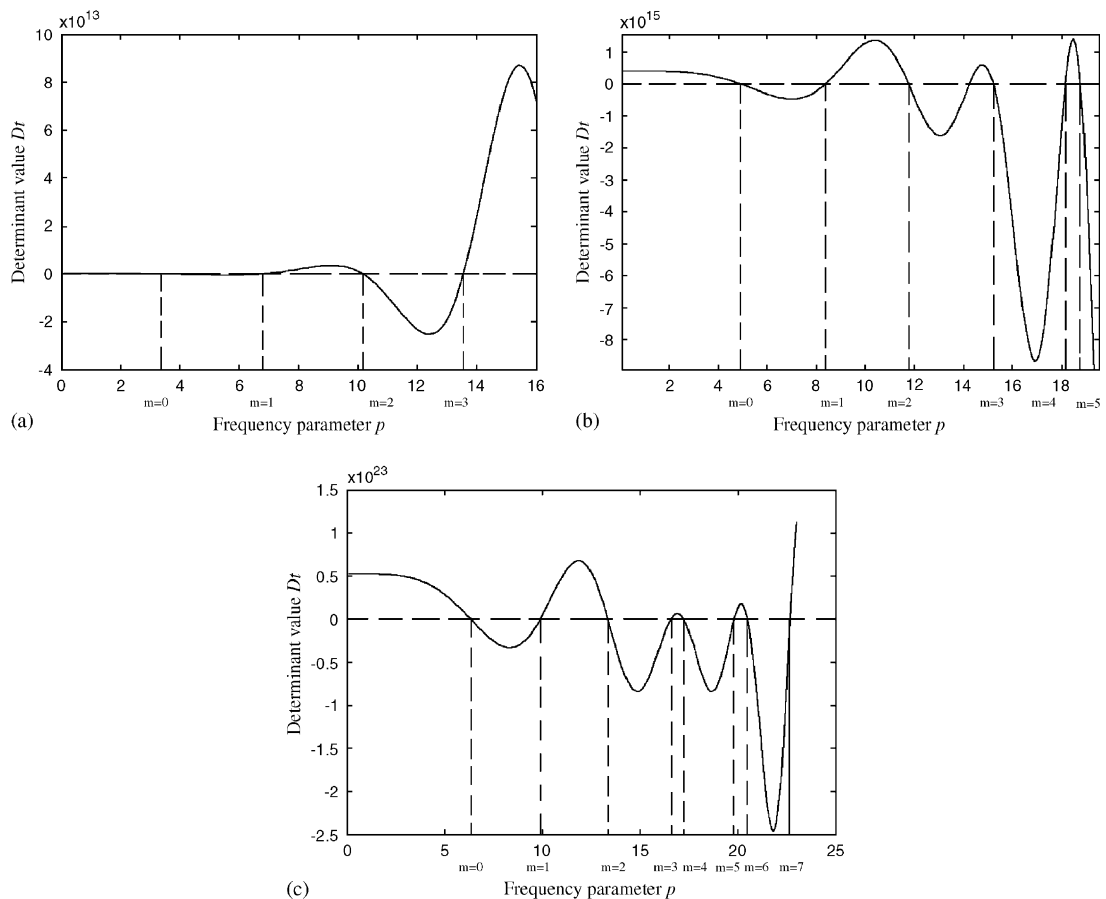 x10^13
10
8
6
4
2
0
-2
-4
Determinant value Dt
0 2 4 6 8 10 12 14 16
m=0 m=1 m=2 m=3
(a) Frequency parameter p
x10^15
1
0
-1
-2
-3
-4
-5
-6
-7
-8
Determinant value Dt
2 4 6 8 10 12 14 16 18
m=0 m=1 m=2 m=3 m=4 m=5
(b) Frequency parameter p
x10^23
1.5
1
0.5
0
-0.5
-1
-1.5
-2
-2.5
Determinant value Dt
0 5 10 15 20 25
m=0 m=1 m=2 m=3 m=4 m=5 m=6 m=7
(c) Frequency parameter p